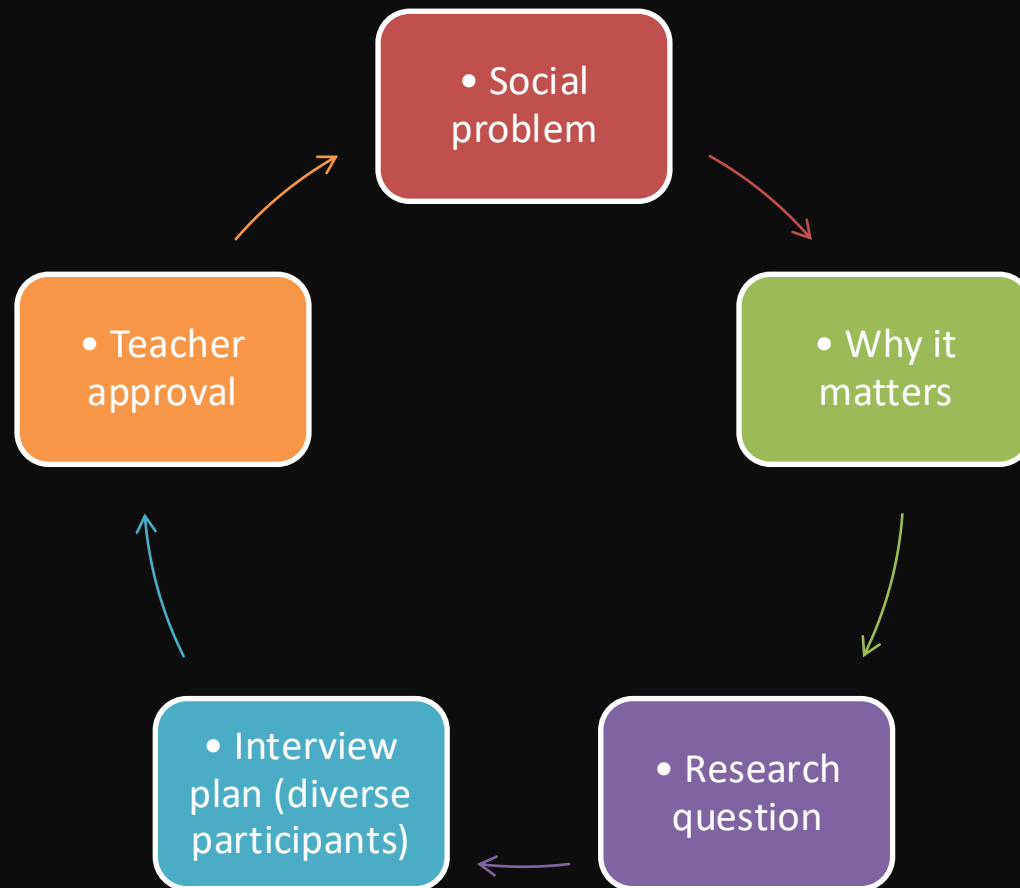 • Social
problem
• Why it
matters
• Research
question
• Interview
plan (diverse
participants)
• Teacher
approval